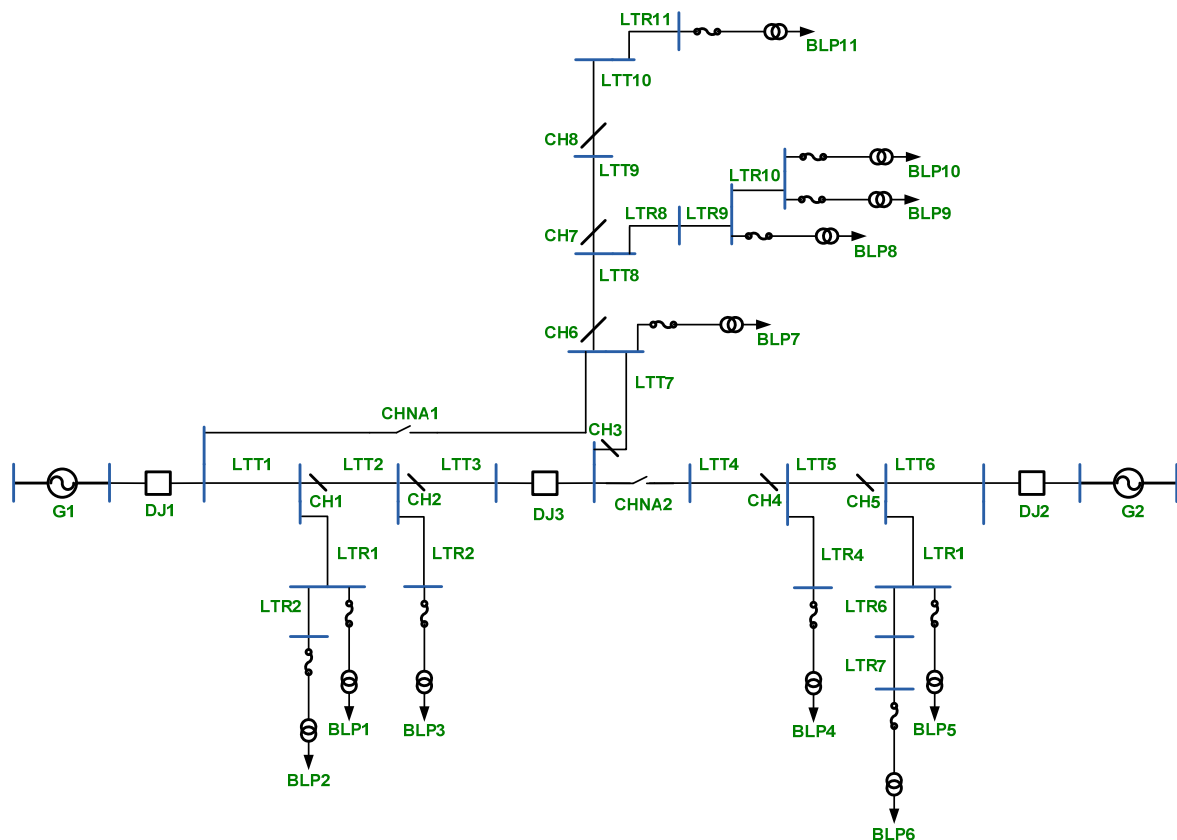 LTR11
BLP11
LTT10
CH8
LTT9
BLP10
LTR10
LTR8
LTR9
BLP9
CH7
BLP8
LTT8
CH6
BLP7
LTT7
CHNA1
CH3
LTT1
LTT2
LTT3
LTT4
LTT5
LTT6
G1
DJ1
CH1
CH2
DJ3
CHNA2
CH4
CH5
DJ2
G2
LTR1
LTR2
LTR4
LTR1
LTR2
LTR6
LTR7
BLP1
BLP3
BLP4
BLP5
BLP2
BLP6